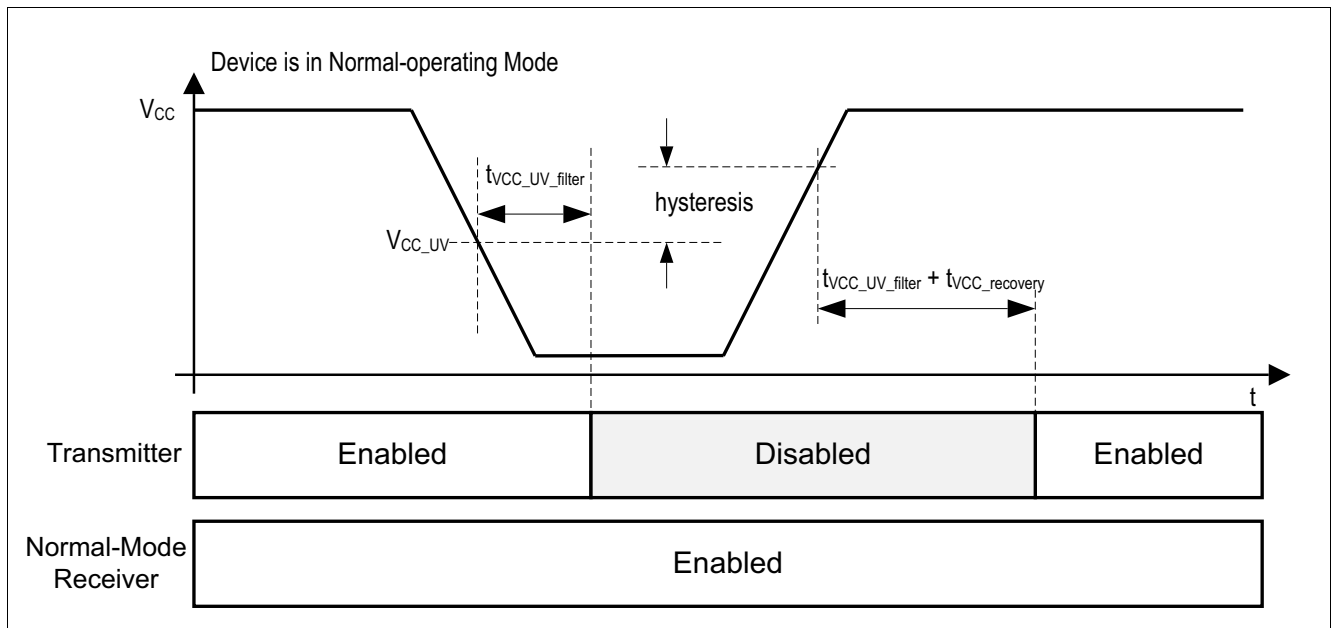 Device is in Normal-operating Mode
VCC
tVCC_UV_filter
hysteresis
VCC_UV
tVCC_UV_filter + tVCC_recovery
t
Transmitter
Enabled
Disabled
Enabled
Normal-Mode
Receiver
Enabled